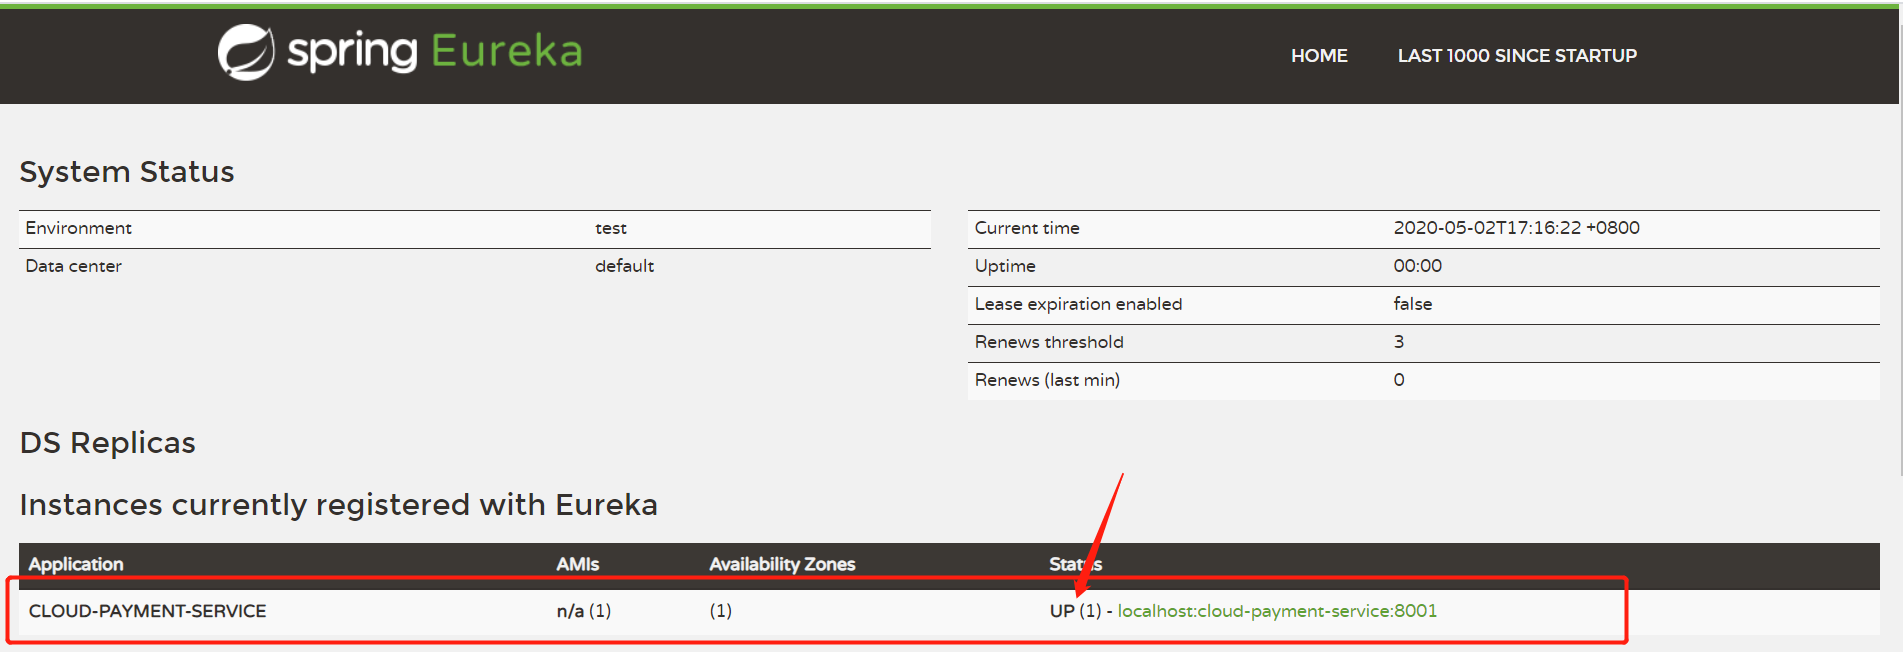 spring Eureka
HOME LAST 1000 SINCE STARTUP
System Status
Environment test
Data center default
Current time 2020-05-02T17:16:22 +0800
Uptime 00:00
Lease expiration enabled false
Renews threshold 3
Renews (last min) 0
DS Replicas
Instances currently registered with Eureka
Application AMIs Availability Zones Status
CLOUD-PAYMENT-SERVICE n/a (1) (1) UP (1) - localhost:cloud-payment-service:8001